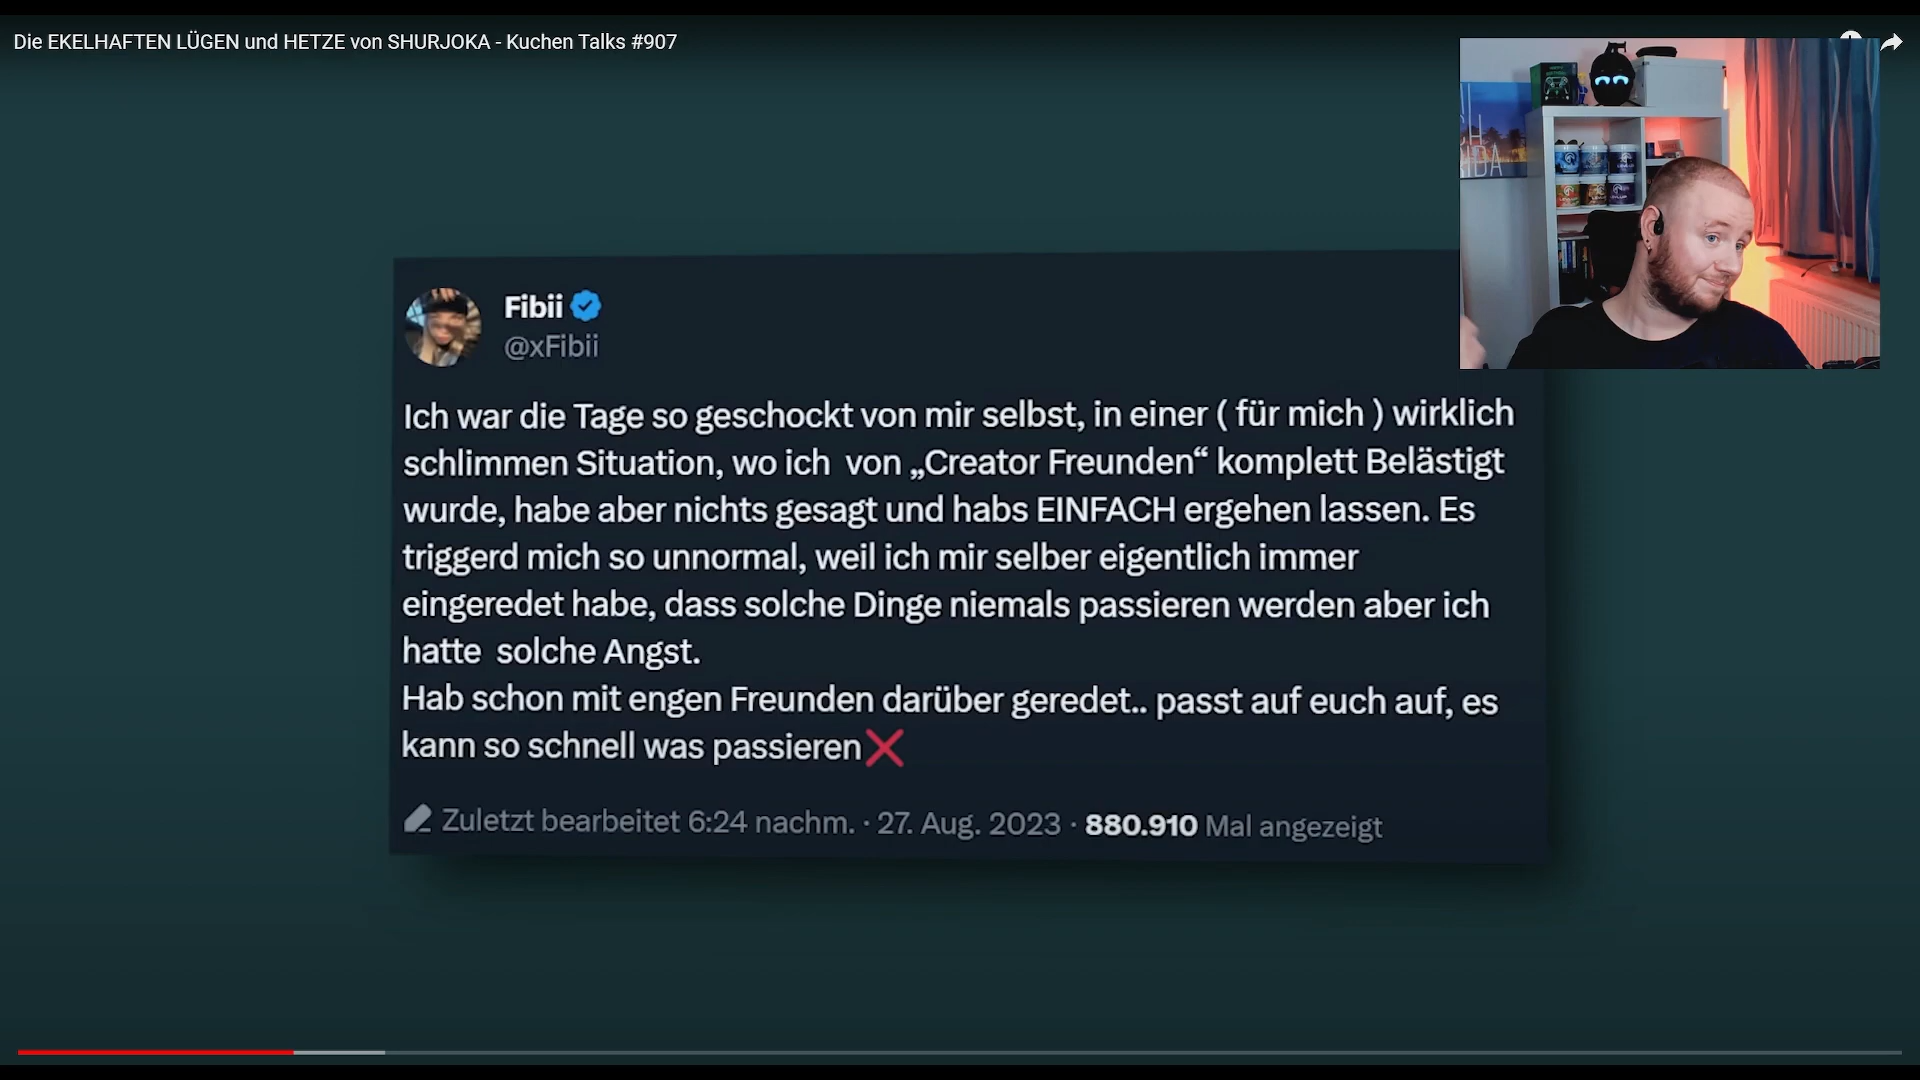 Die EKELHAFTEN LÜGEN und HETZE von SHURJOKA - Kuchen Talks #907
Fibii
@xFibii
Ich war die Tage so geschockt von mir selbst, in einer ( für mich ) wirklich
schlimmen Situation, wo ich von „Creator Freunden“ komplett Belästigt
wurde, habe aber nichts gesagt und habs EINFACH ergehen lassen. Es
triggerd mich so unnormal, weil ich mir selber eigentlich immer
eingeredet habe, dass solche Dinge niemals passieren werden aber ich
hatte solche Angst.
Hab schon mit engen Freunden darüber geredet.. passt auf euch auf, es
kann so schnell was passieren❌
Zuletzt bearbeitet 6:24 nachm. · 27. Aug. 2023 · 880.910 Mal angezeigt